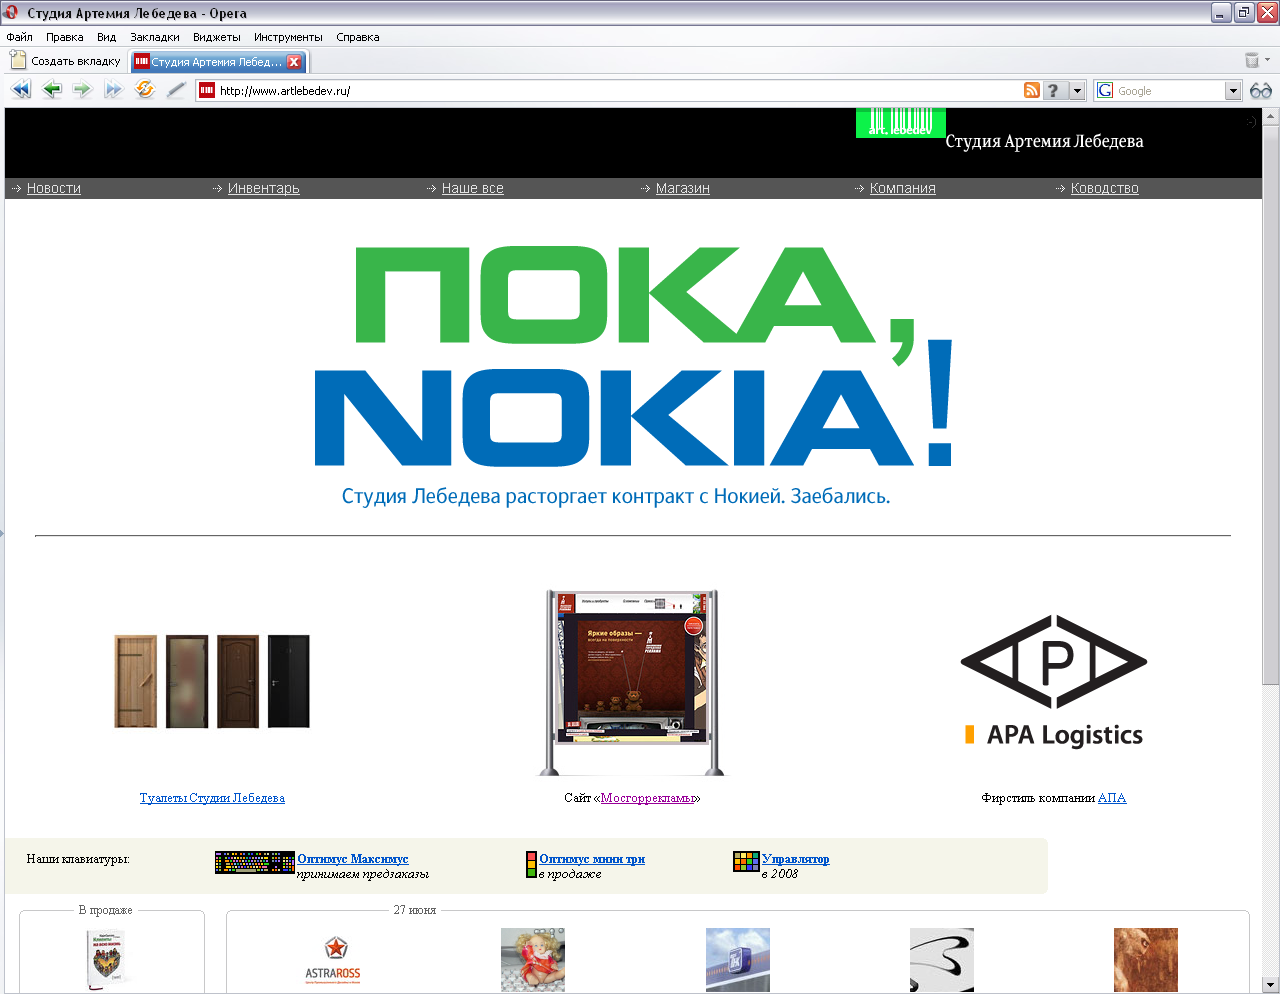 Студия Артемия Лебедева - Opera
Файл Правка Вид Закладки Виджеты Инструменты Справка
Создать вкладку Студия Артемия Лебед...
http://www.artlebedev.ru/ ? Google
art. lebedev
Студия Артемия Лебедева
Новости Инвентарь Наше все Магазин Компания Ководство
ПОКА,
NOKIA!
Студия Лебедева расторгает контракт с Нокией. Заебались.
Яркие образы —
APA Logistics
Туалеты Студии Лебедева Сайт «Мосгоррекламы» Фирстиль компании АПА
Наши клавиатуры: Оптимус Максимус Оптимус мини три Управлятор
принимаем предзаказы в продаже в 2008
В продаже 27 июня
ASTRAROSS